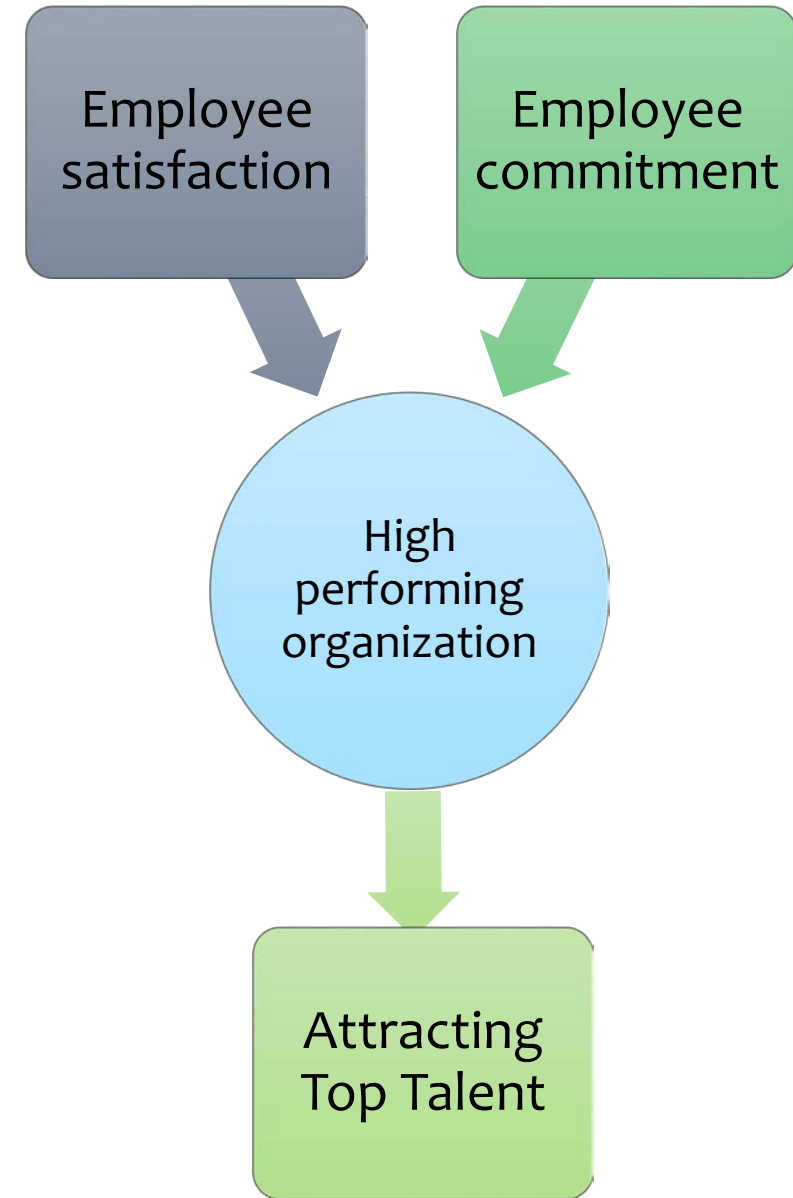 Employee
satisfaction
Employee
commitment
High
performing
organization
Attracting
Top Talent